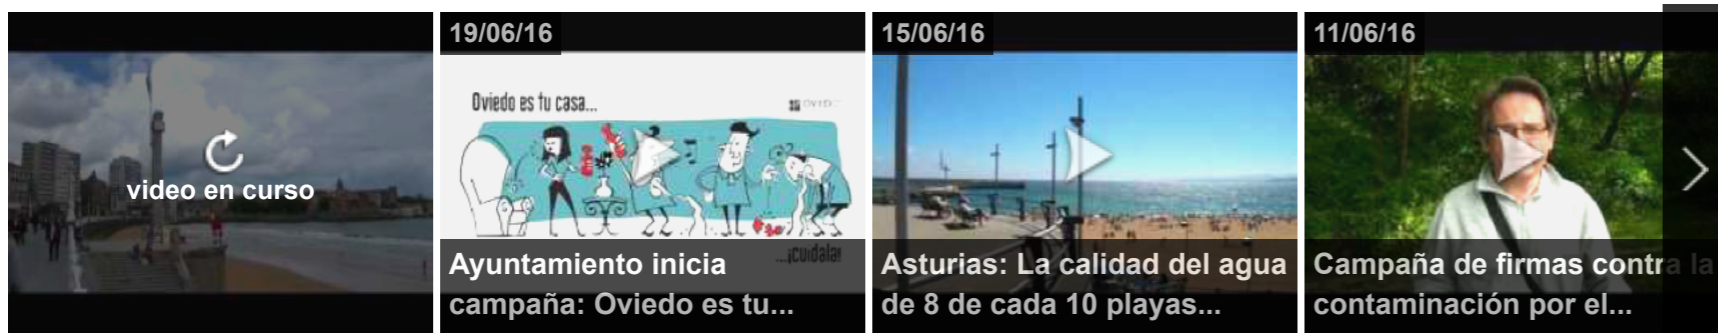 video en curso
19/06/16
Oviedo es tu casa...
...¡cuídala!
Ayuntamiento inicia
campaña: Oviedo es tu...
15/06/16
Asturias: La calidad del agua
de 8 de cada 10 playas...
11/06/16
Campaña de firmas contra la
contaminación por el...